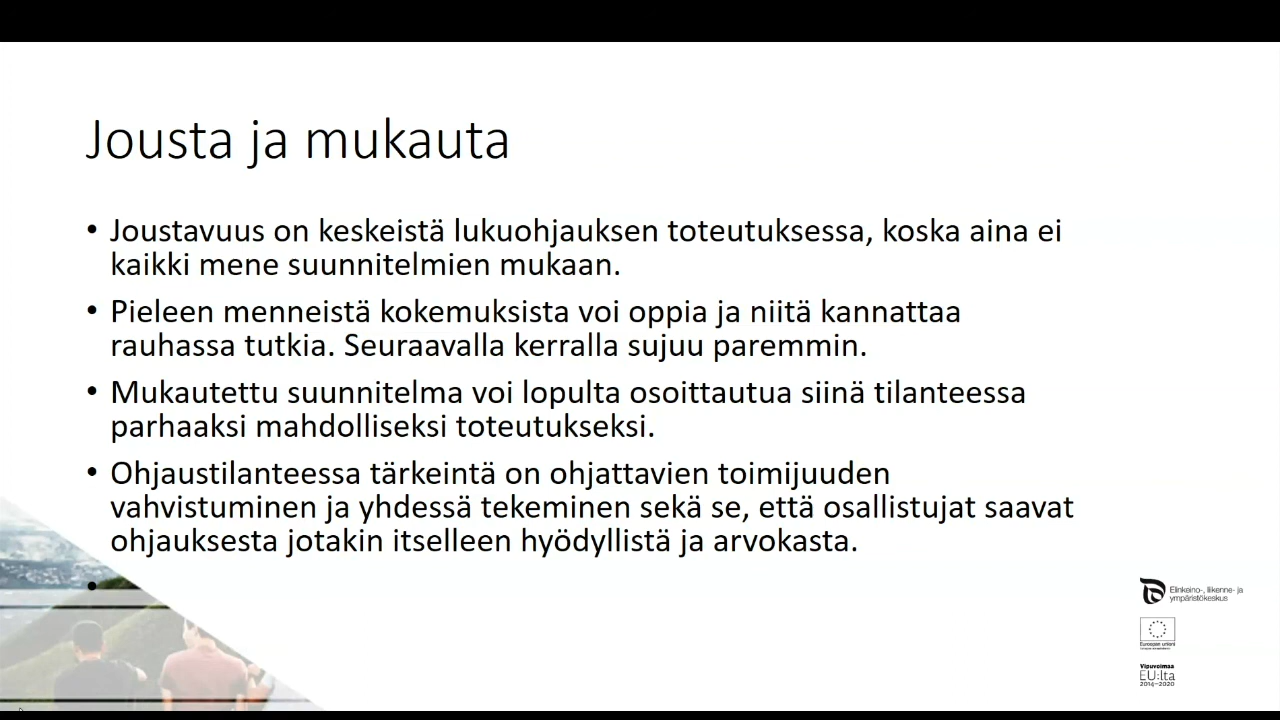 Jousta ja mukauta
• Joustavuus on keskeistä lukuohjauksen toteutuksessa, koska aina ei
kaikki mene suunnitelmien mukaan.
• Pieleen menneistä kokemuksista voi oppia ja niitä kannattaa
rauhassa tutkia. Seuraavalla kerralla sujuu paremmin.
• Mukautettu suunnitelma voi lopulta osoittautua siinä tilanteessa
parhaaksi mahdolliseksi toteutukseksi.
• Ohjaustilanteessa tärkeintä on ohjattavien toimijuuden
vahvistuminen ja yhdessä tekeminen sekä se, että osallistujat saavat
ohjauksesta jotakin itselleen hyödyllistä ja arvokasta.
•
Elinkeino-, liikenne- ja
ympäristökeskus
Euroopan unioni
Vipuvoimaa
EU:lta
2014–2020